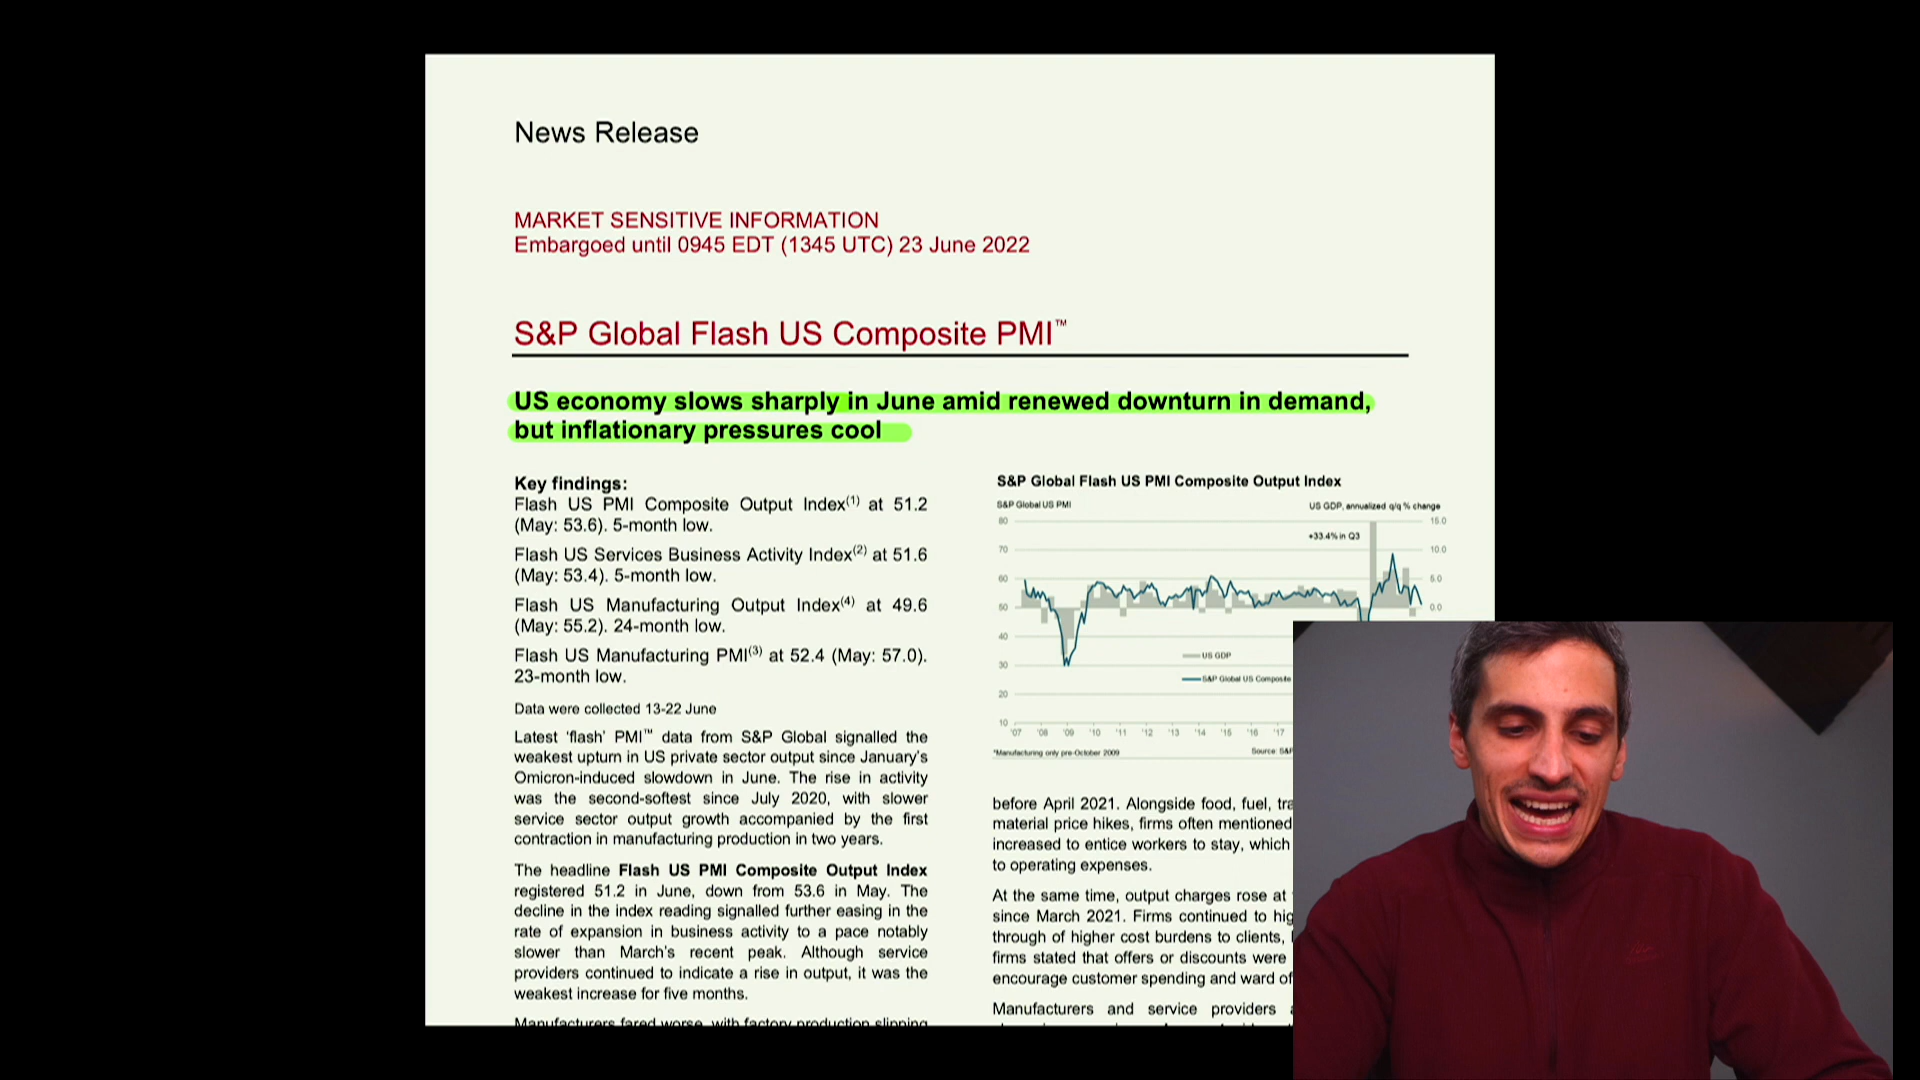 News Release
MARKET SENSITIVE INFORMATION
Embargoed until 0945 EDT (1345 UTC) 23 June 2022
S&P Global Flash US Composite PMI™
US economy slows sharply in June amid renewed downturn in demand,
but inflationary pressures cool
Key findings:
Flash US PMI Composite Output Index(1) at 51.2
(May: 53.6). 5-month low.
Flash US Services Business Activity Index(2) at 51.6
(May: 53.4). 5-month low.
Flash US Manufacturing Output Index(4) at 49.6
(May: 55.2). 24-month low.
Flash US Manufacturing PMI(3) at 52.4 (May: 57.0).
23-month low.
Data were collected 13-22 June
Latest ‘flash’ PMI™ data from S&P Global signalled the
weakest upturn in US private sector output since January's
Omicron-induced slowdown in June. The rise in activity
was the second-softest since July 2020, with slower
service sector output growth accompanied by the first
contraction in manufacturing production in two years.
The headline Flash US PMI Composite Output Index
registered 51.2 in June, down from 53.6 in May. The
decline in the index reading signalled further easing in the
rate of expansion in business activity to a pace notably
slower than March's recent peak. Although service
providers continued to indicate a rise in output, it was the
weakest increase for five months.
Manufacturers fared worse, with factory production slipping
S&P Global Flash US PMI Composite Output Index
S&P Global US PMI
US GDP, annualized q/q % change
80
70
60
50
40
30
20
10
15.0
10.0
5.0
0.0
+33.4% in Q3
US GDP
S&P Global US Composite
'07 '08 '09 '10 '11 '12 '13 '14 '15 '16 '17
*Manufacturing only pre-October 2009
Source: S&P
before April 2021. Alongside food, fuel,
material price hikes, firms often mentioned
increased to entice workers to stay, which
to operating expenses.
At the same time, output charges rose at
since March 2021. Firms continued to
through of higher cost burdens to clients,
firms stated that offers or discounts were
encourage customer spending and ward
Manufacturers and service providers